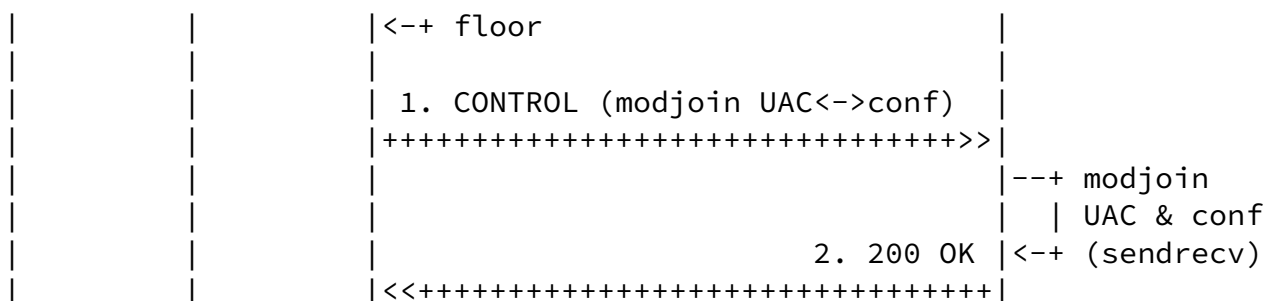 |         |         |<-+ floor                         |
|         |         |                                  |
|         |         | 1. CONTROL (modjoin UAC<->conf)  |
|         |         |++++++++++++++++++++++++++++++++>>|
|         |         |                                  |--+ modjoin
|         |         |                                  |  | UAC & conf
|         |         |                        2. 200 OK |<-+ (sendrecv)
|         |         |<<++++++++++++++++++++++++++++++++|